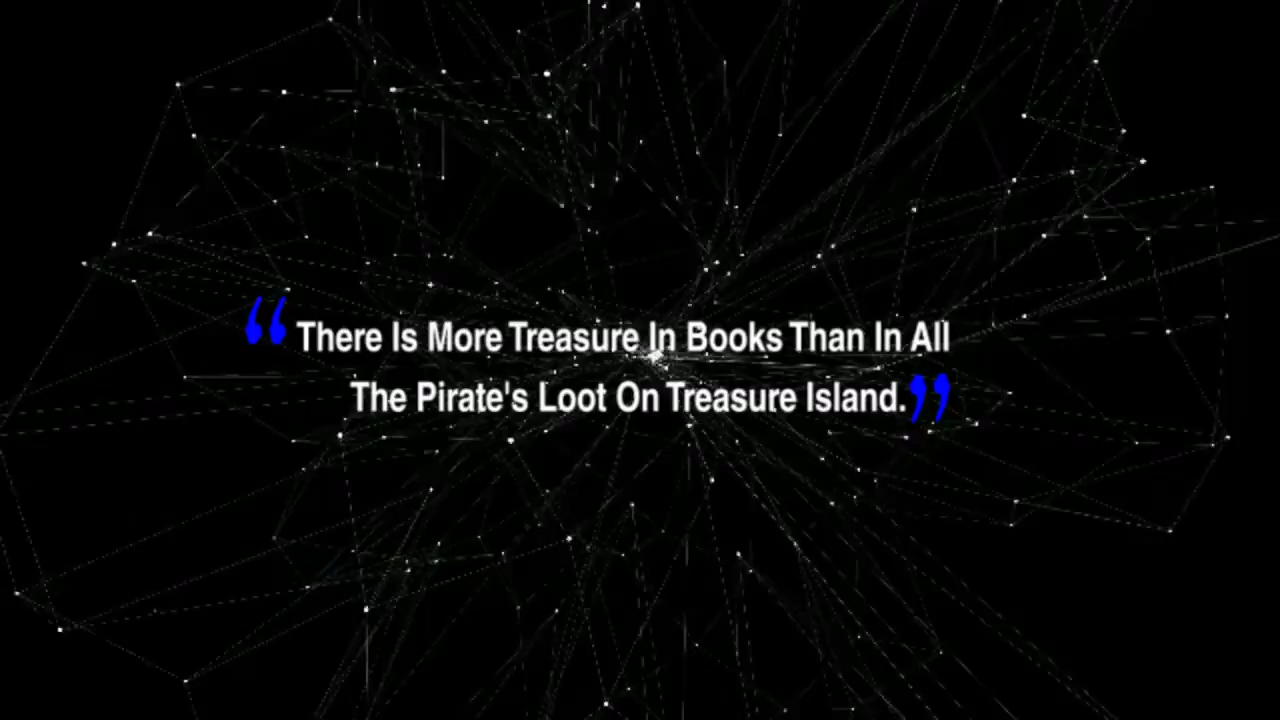 “There Is More Treasure In Books Than In All
The Pirate's Loot On Treasure Island.”